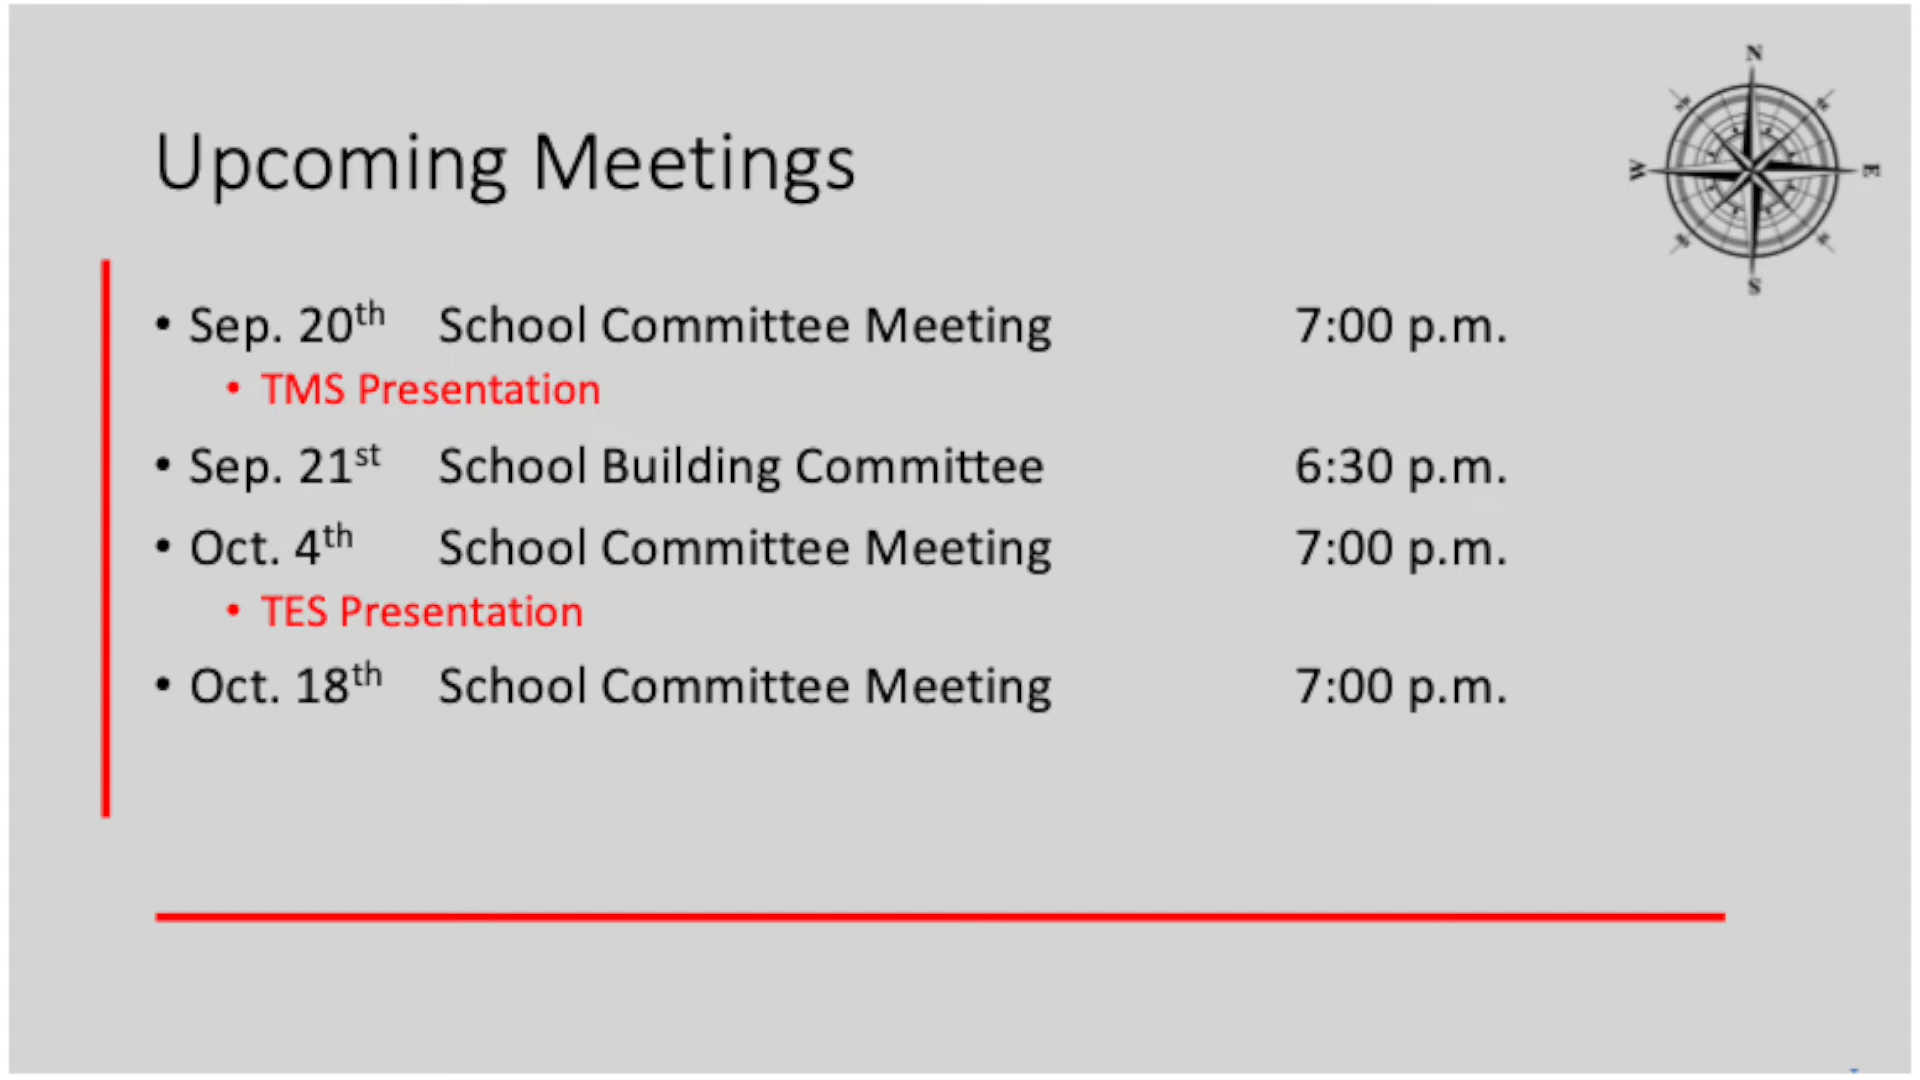 Upcoming Meetings
• Sep. 20th School Committee Meeting 7:00 p.m.
• TMS Presentation
• Sep. 21st School Building Committee 6:30 p.m.
• Oct. 4th School Committee Meeting 7:00 p.m.
• TES Presentation
• Oct. 18th School Committee Meeting 7:00 p.m.
N
W
E
S